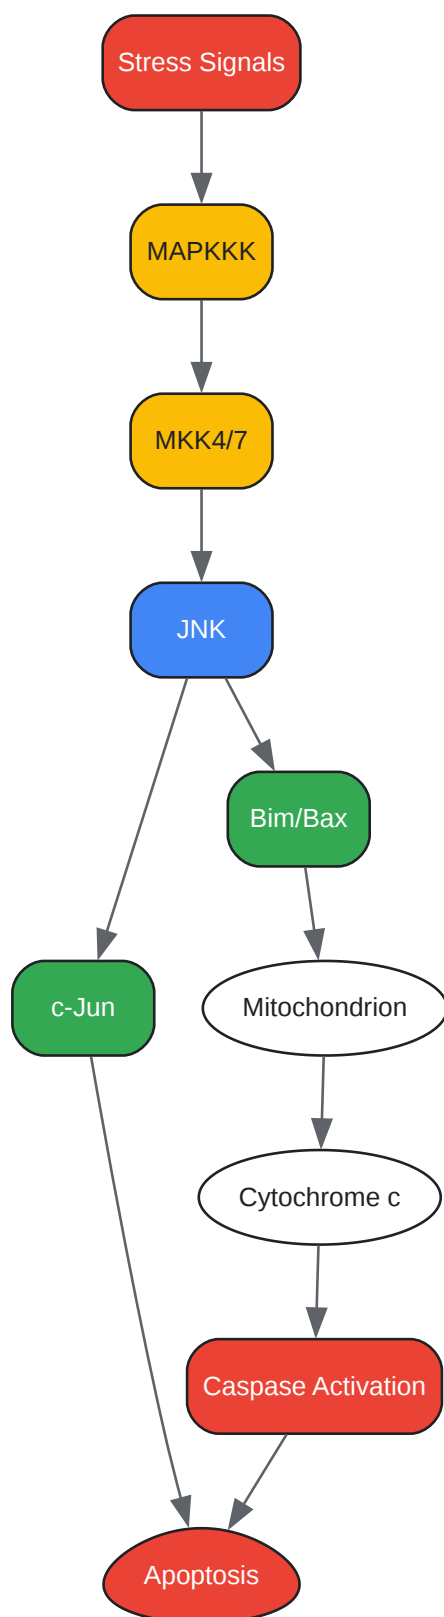 Stress Signals
MAPKKK
MKK4/7
JNK
Bim/Bax
c-Jun
Mitochondrion
Cytochrome c
Caspase Activation
Apoptosis